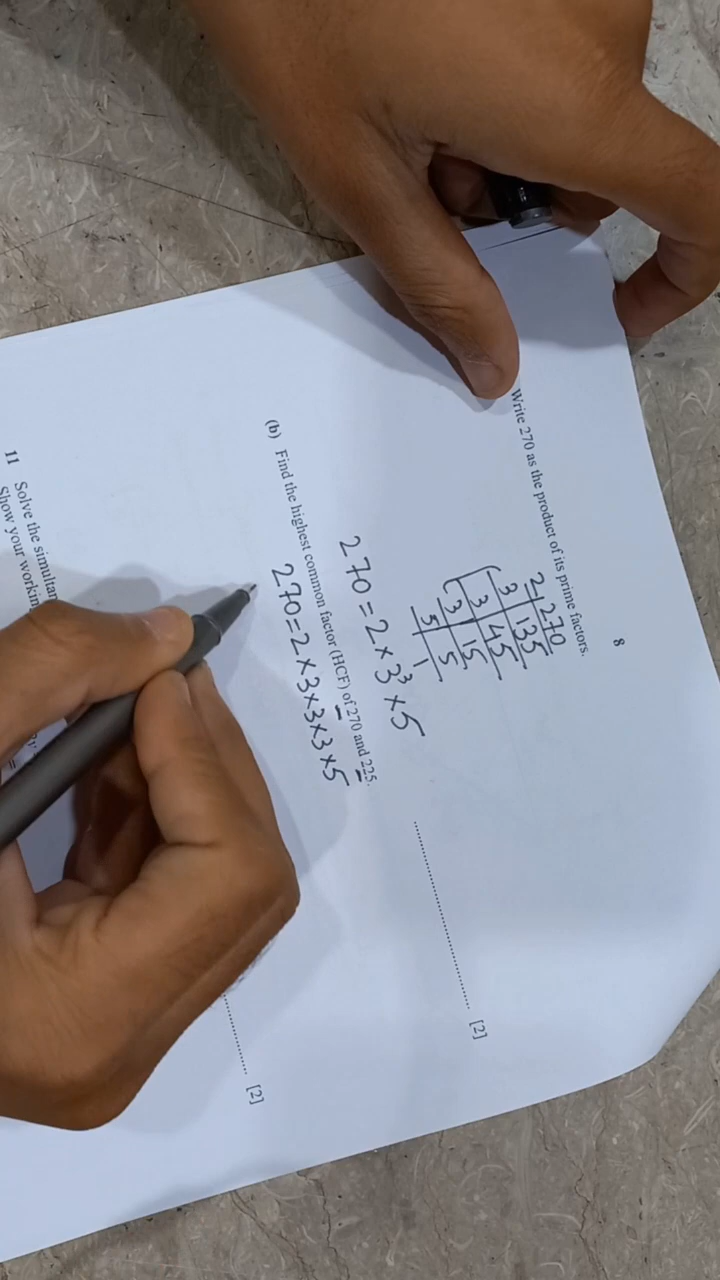 8
Write 270 as the product of its prime factors.
2 270
3 135
3 45
3 15
5 5
1
270 = 2 × 3³ × 5
[2]
(b) Find the highest common factor (HCF) of 270 and 225.
270 = 2 × 3 × 3 × 3 × 5
[2]
11 Solve the simultan
Show your workin